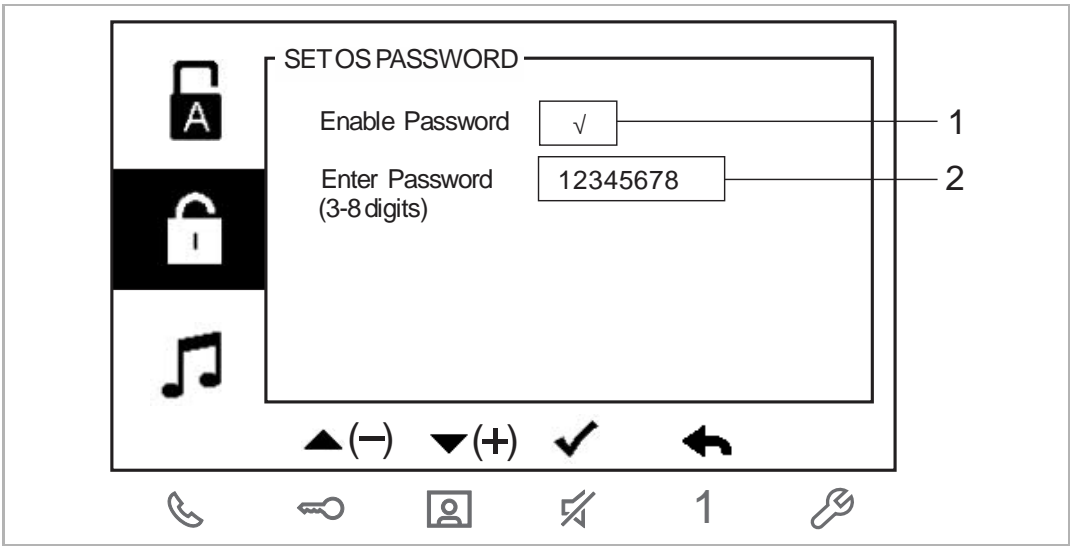 SET OS PASSWORD
A
Enable Password √ 1
Enter Password 12345678 2
(3-8 digits)
(−) (+)
1